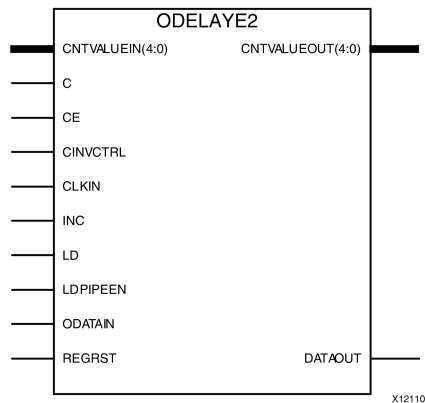 ODELAYE2
CNTVALUEIN(4:0) CNTVALUEOUT(4:0)
C
CE
CINVCTRL
CLKIN
INC
LD
LDPIPEEN
ODATAIN
REGRST DATAOUT
X12110